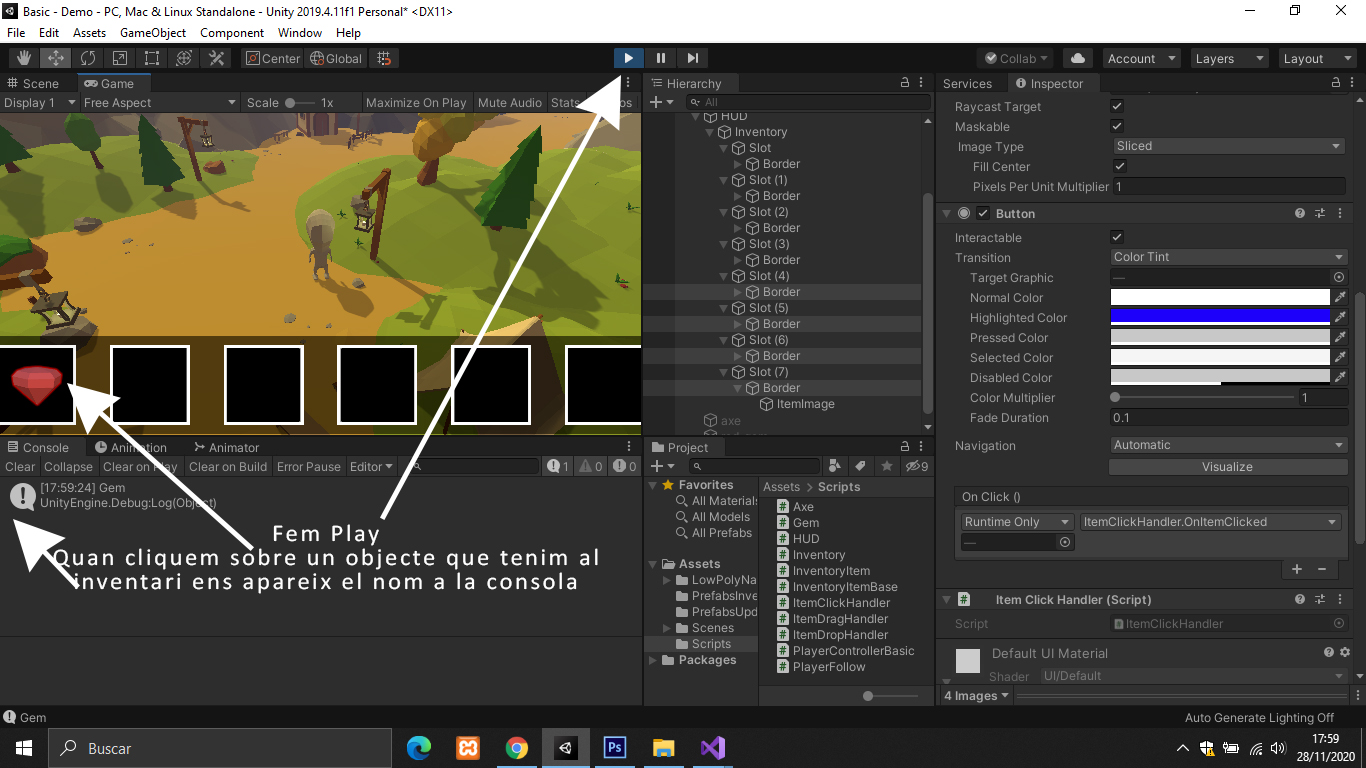 Basic - Demo - PC, Mac & Linux Standalone - Unity 2019.4.11f1 Personal* <DX11>
File Edit Assets GameObject Component Window Help
Center Global Collab Account Layers Layout
Scene Game
Display 1 Free Aspect Scale 1x Maximize On Play Mute Audio Stats
Hierarchy
All
HUD
Inventory
Slot
Border
Slot (1)
Border
Slot (2)
Border
Slot (3)
Border
Slot (4)
Border
Slot (5)
Border
Slot (6)
Border
Slot (7)
Border
ItemImage
axe
Services Inspector
Raycast Target
Maskable
Image Type Sliced
Fill Center
Pixels Per Unit Multiplier 1
Button
Interactable
Transition Color Tint
Target Graphic —
Normal Color
Highlighted Color
Pressed Color
Selected Color
Disabled Color
Color Multiplier 1
Fade Duration 0.1
Navigation Automatic
Visualize
On Click ()
Runtime Only ItemClickHandler.OnItemClicked
—
+ −
Item Click Handler (Script)
Script ItemClickHandler
Default UI Material
Shader UI/Default
4 Images
Console Animation Animator
Clear Collapse Clear on Play Clear on Build Error Pause Editor 1 0 0
[17:59:24] Gem
UnityEngine.Debug:Log(Object)
Fem Play
Quan cliquem sobre un objecte que tenim al
inventari ens apareix el nom a la consola
Project
9
Favorites
All Materials
All Models
All Prefabs
Assets
LowPolyNa
PrefabsInve
PrefabsUpd
Scenes
Scripts
Packages
Assets > Scripts
Axe
Gem
HUD
Inventory
InventoryItem
InventoryItemBase
ItemClickHandler
ItemDragHandler
ItemDropHandler
PlayerControllerBasic
PlayerFollow
Gem
Auto Generate Lighting Off
Buscar
Ps
17:59
28/11/2020